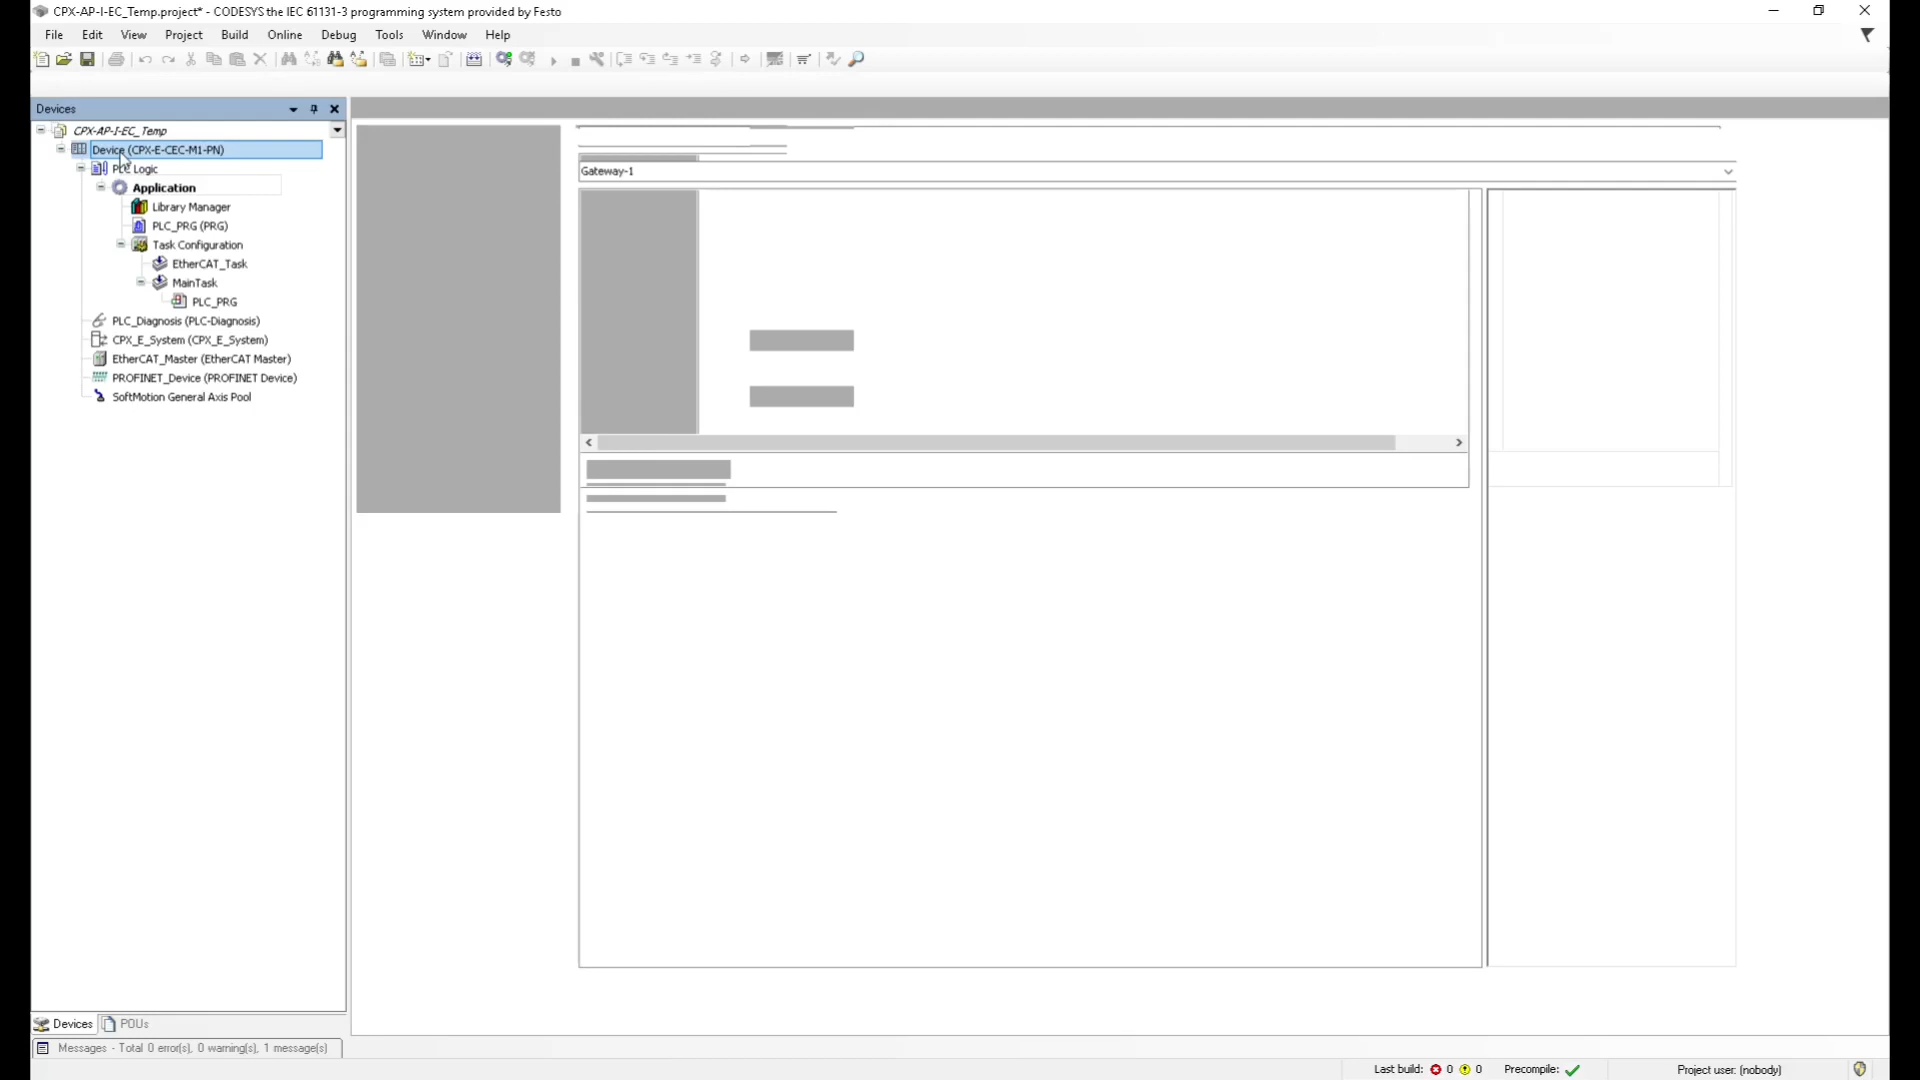 CPX-AP-I-EC_Temp.project* - CODESYS the IEC 61131-3 programming system provided by Festo
File Edit View Project Build Online Debug Tools Window Help
Devices
CPX-AP-I-EC_Temp
Device (CPX-E-CEC-M1-PN)
PLC Logic
Application
Library Manager
PLC_PRG (PRG)
Task Configuration
EtherCAT_Task
MainTask
PLC_PRG
PLC_Diagnosis (PLC-Diagnosis)
CPX_E_System (CPX_E_System)
EtherCAT_Master (EtherCAT Master)
PROFINET_Device (PROFINET Device)
SoftMotion General Axis Pool
Gateway-1
Devices POUs
Messages - Total 0 error(s), 0 warning(s), 1 message(s)
Last build: 0 0 Precompile: Project user: (nobody)